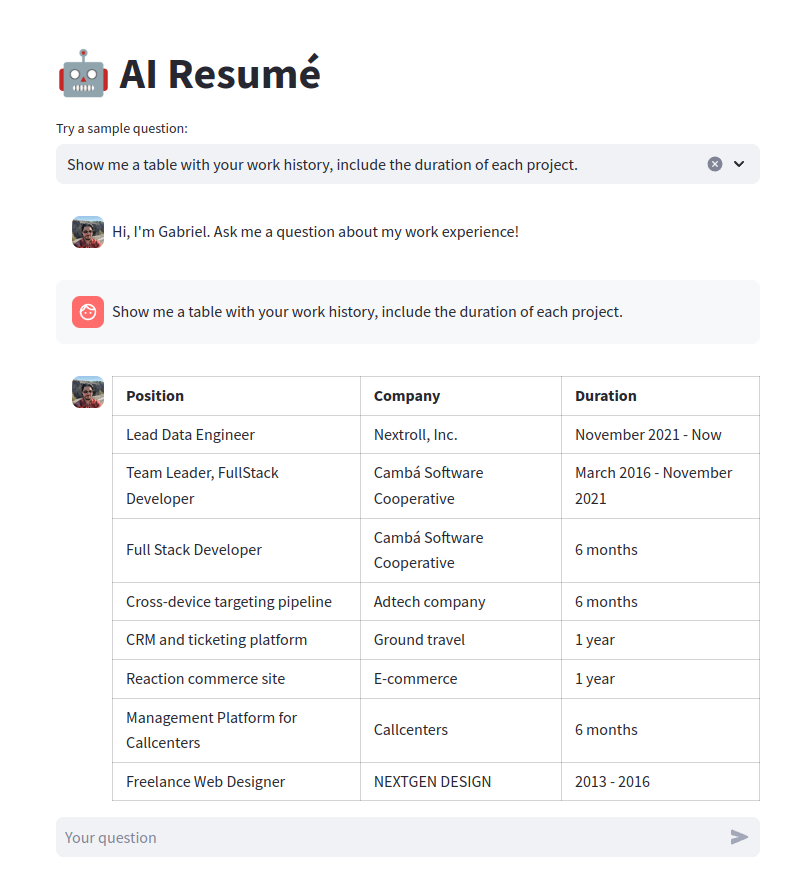 AI Resumé
Try a sample question:
Show me a table with your work history, include the duration of each project.
Hi, I'm Gabriel. Ask me a question about my work experience!
Show me a table with your work history, include the duration of each project.
Position Company Duration
Lead Data Engineer Nextroll, Inc. November 2021 - Now
Team Leader, FullStack Cambá Software March 2016 - November
Developer Cooperative 2021
Full Stack Developer Cambá Software Cooperative 6 months
Cross-device targeting pipeline Adtech company 6 months
CRM and ticketing platform Ground travel 1 year
Reaction commerce site E-commerce 1 year
Management Platform for Callcenters Callcenters 6 months
Freelance Web Designer NEXTGEN DESIGN 2013 - 2016
Your question